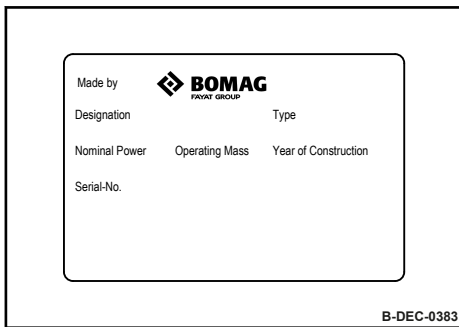 Made by BOMAG
FAYAT GROUP
Designation Type
Nominal Power Operating Mass Year of Construction
Serial-No.
B-DEC-0383